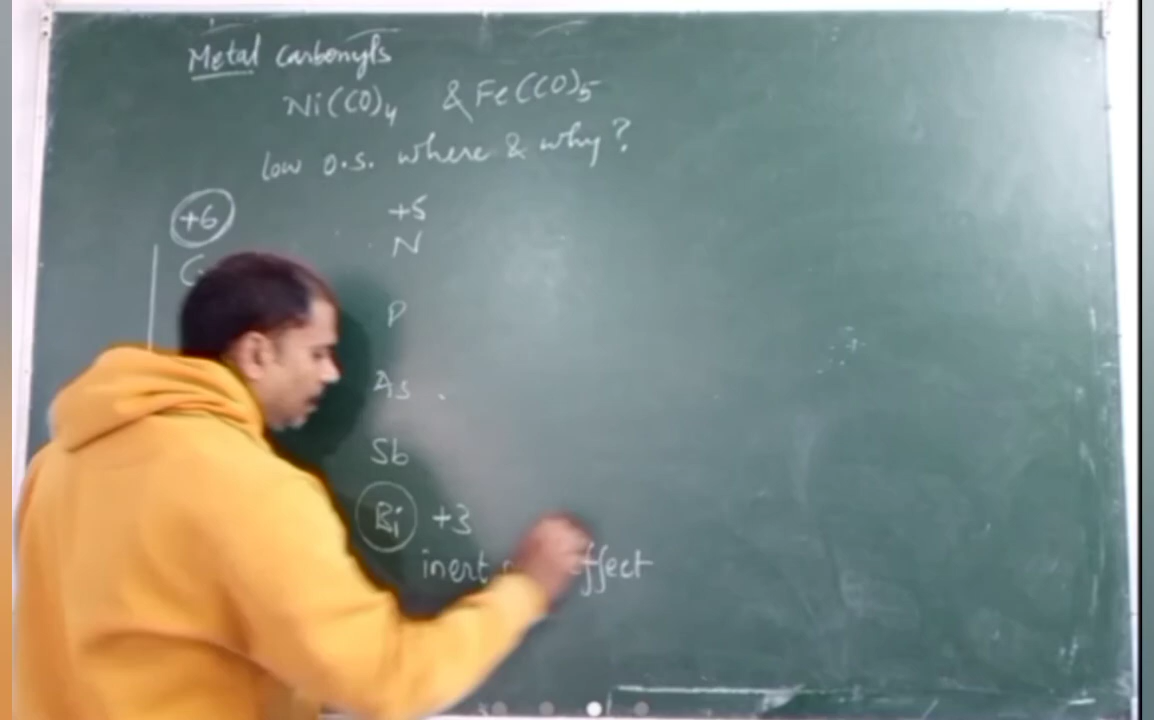 Metal Carbonyls
Ni(CO)₄ & Fe(CO)₅
low o.s. where & why?
+6 +5
N
P
As
Sb
Bi +3
inert effect